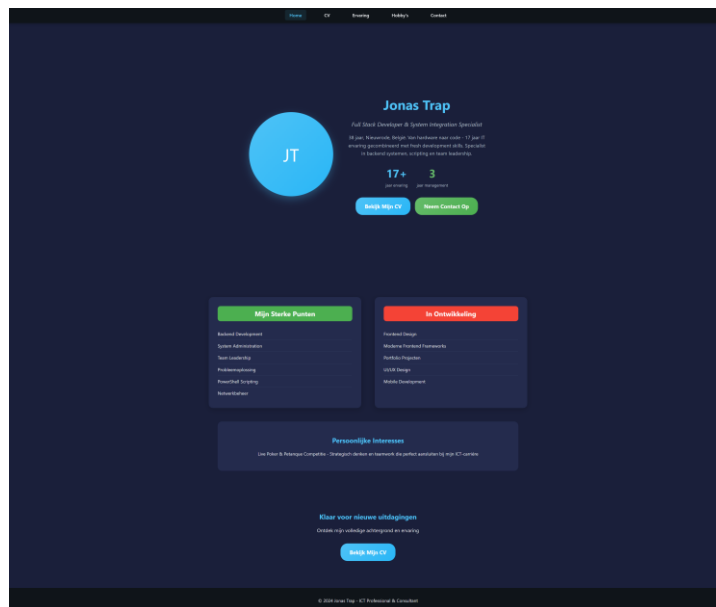 Home CV Ervaring Hobby's Contact
Jonas Trap
Full Stack Developer & System Integration Specialist
JT
38 jaar, Nieuwrode, België. Van hardware naar code - 17 jaar IT
ervaring gecombineerd met fresh development skills. Specialist
in backend systemen, scripting en team leadership.
17+ 3
jaar ervaring jaar management
Bekijk Mijn CV Neem Contact Op
Mijn Sterke Punten
Backend Development
System Administration
Team Leadership
Probleemoplossing
PowerShell Scripting
Netwerkbeheer
In Ontwikkeling
Frontend Design
Moderne Frontend Frameworks
Portfolio Projecten
UI/UX Design
Mobile Development
Persoonlijke Interesses
Live Poker & Petanque Competitie - Strategisch denken en teamwork die perfect aansluiten bij mijn ICT-carrière
Klaar voor nieuwe uitdagingen
Ontdek mijn volledige achtergrond en ervaring
Bekijk Mijn CV
© 2024 Jonas Trap - ICT Professional & Consultant